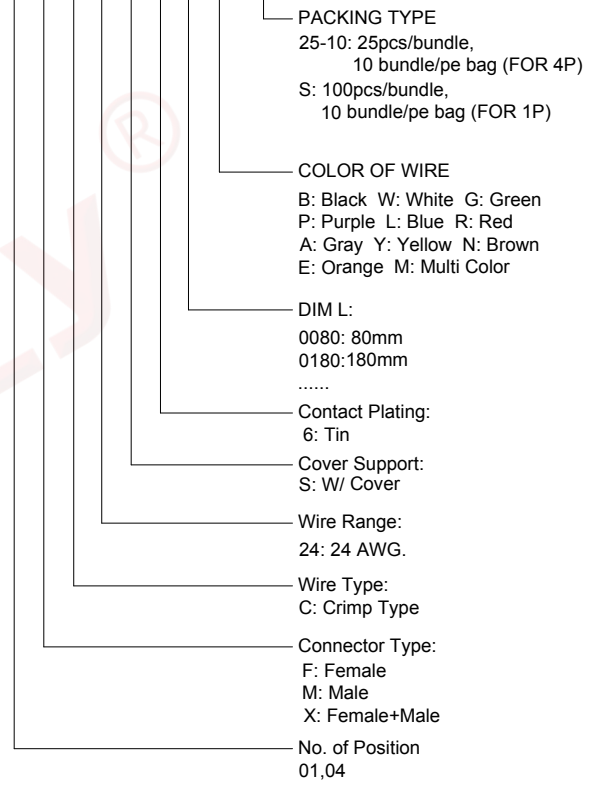 PACKING TYPE
25-10: 25pcs/bundle,
10 bundle/pe bag (FOR 4P)
S: 100pcs/bundle,
10 bundle/pe bag (FOR 1P)
COLOR OF WIRE
B: Black W: White G: Green
P: Purple L: Blue R: Red
A: Gray Y: Yellow N: Brown
E: Orange M: Multi Color
DIM L:
0080: 80mm
0180:180mm
......
Contact Plating:
6: Tin
Cover Support:
S: W/ Cover
Wire Range:
24: 24 AWG.
Wire Type:
C: Crimp Type
Connector Type:
F: Female
M: Male
X: Female+Male
No. of Position
01,04
y ®